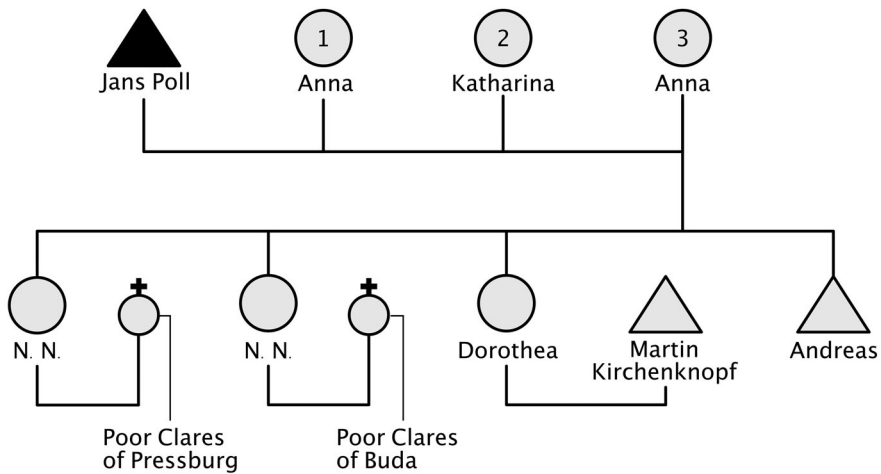 1
2
3
Jans Poll
Anna
Katharina
Anna
N. N.
N. N.
Dorothea
Martin
Kirchenknopf
Andreas
Poor Clares
of Pressburg
Poor Clares
of Buda